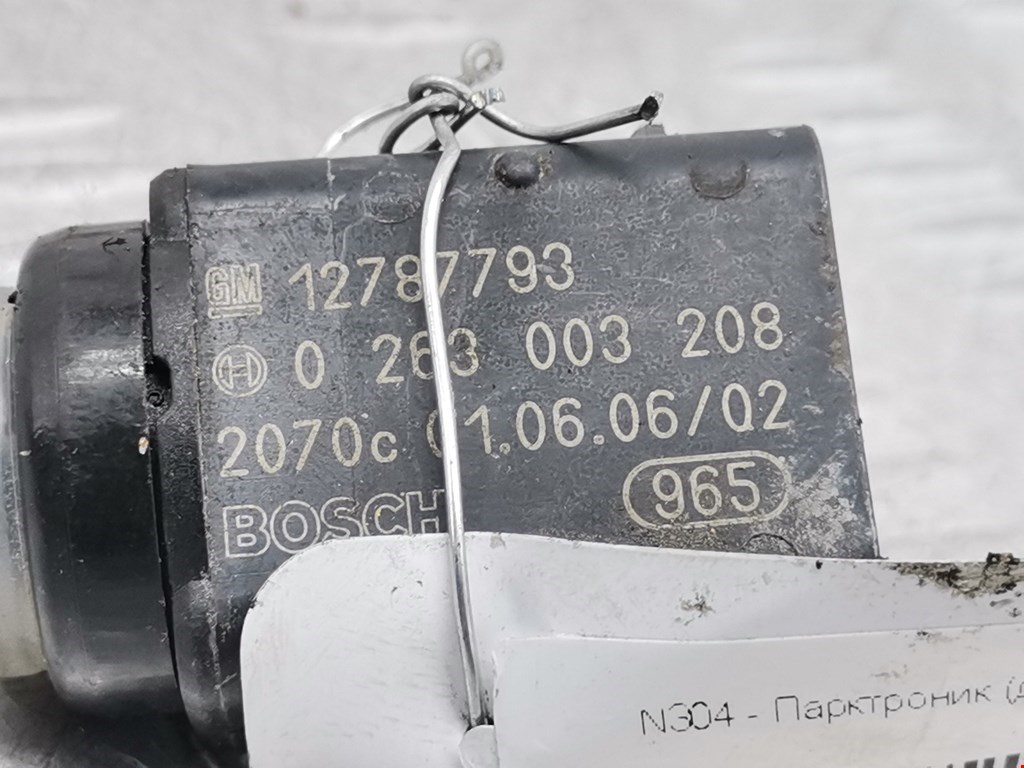 GM 12787793
0 263 003 208
2070c 01.06.06/02
BOSCH 965
N304 - Парктроник